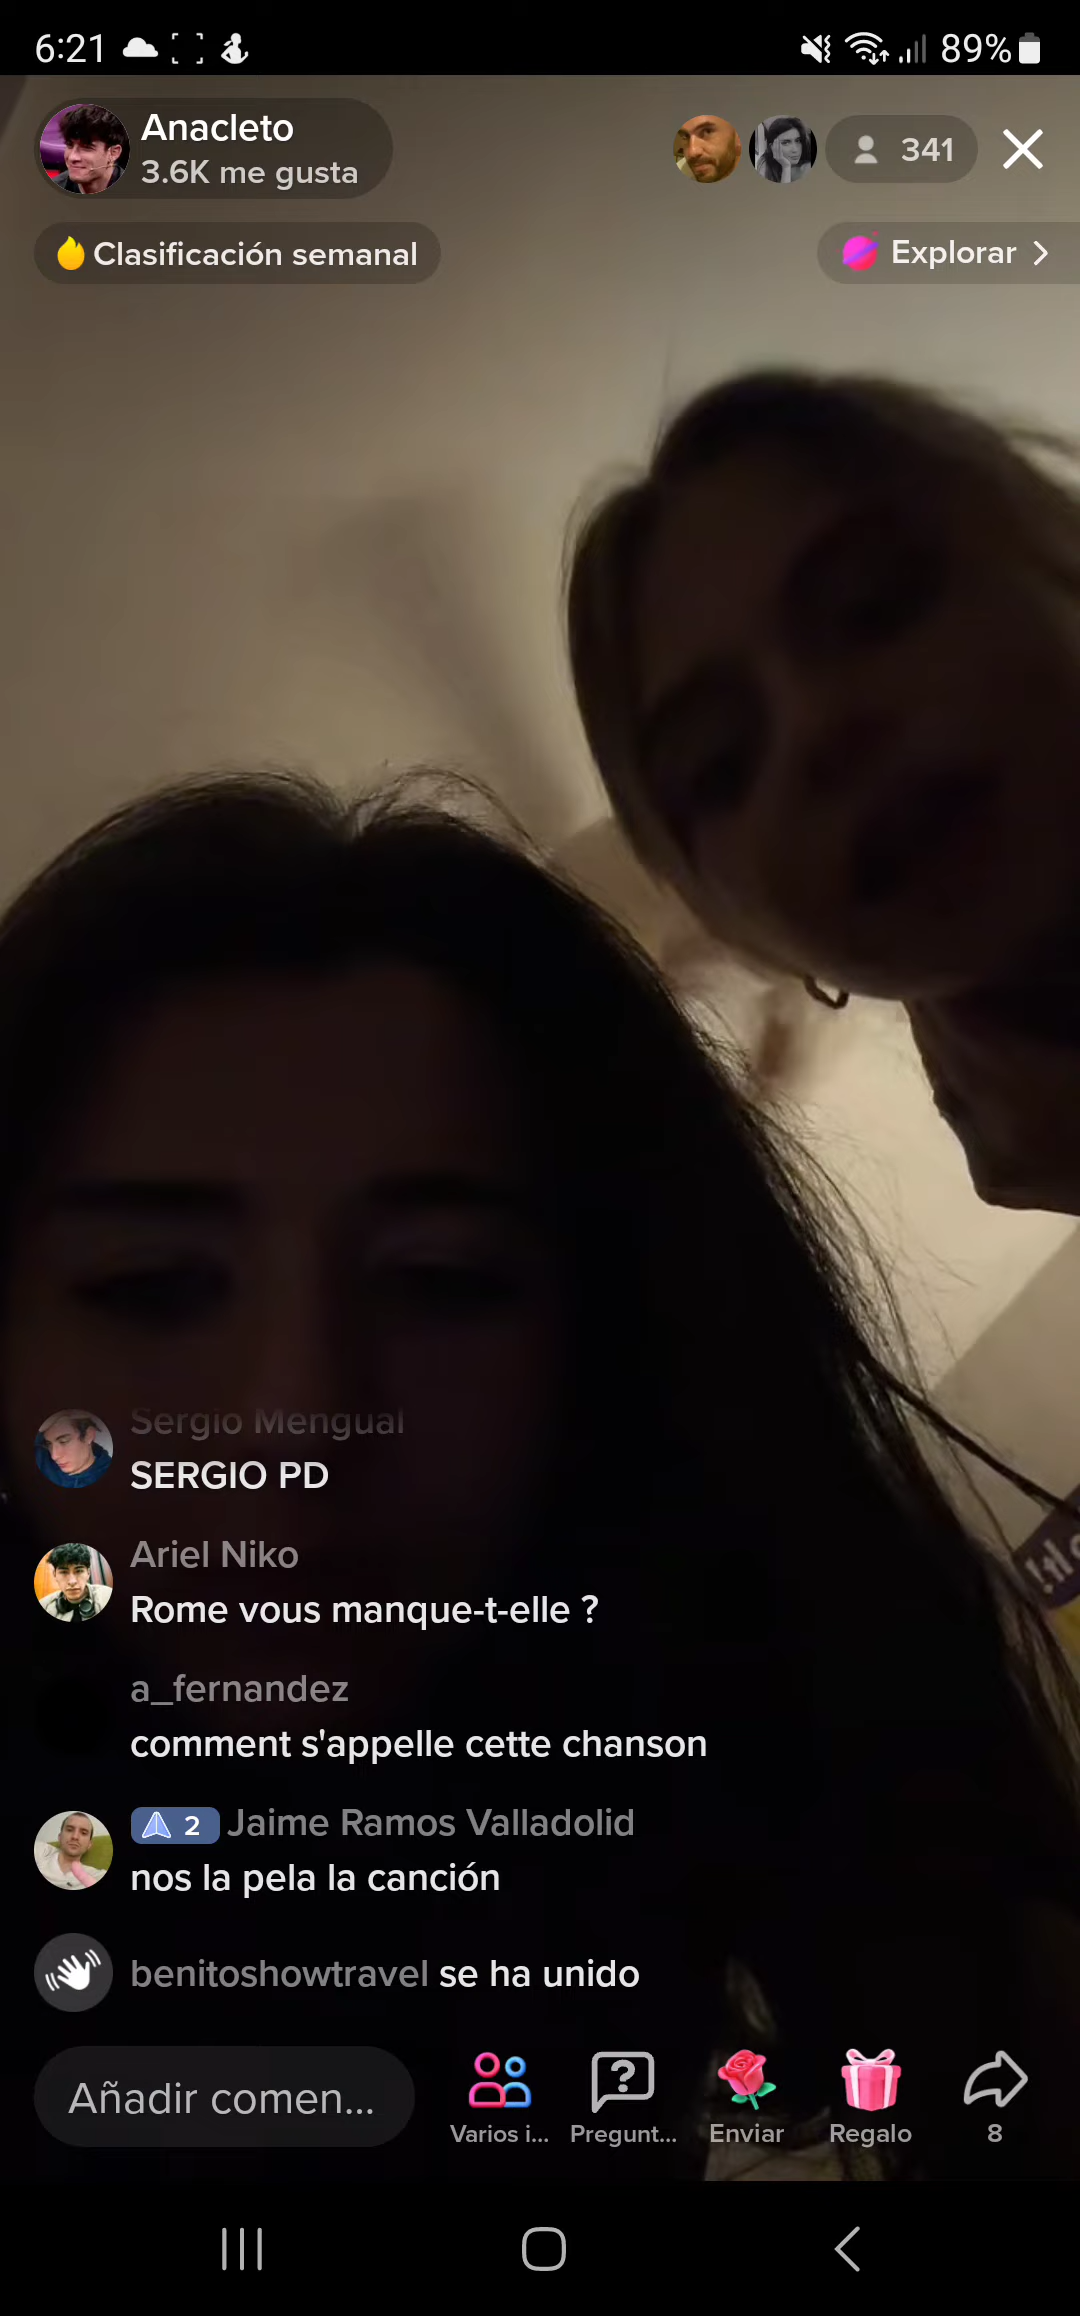 6:21
89%
Anacleto
3.6K me gusta
341
Clasificación semanal
Explorar
Sergio Mengual
SERGIO PD
Ariel Niko
Rome vous manque-t-elle ?
a_fernandez
comment s'appelle cette chanson
2 Jaime Ramos Valladolid
nos la pela la canción
benitoshowtravel se ha unido
Añadir comen...
Varios i...
Pregunt...
Enviar
Regalo
8